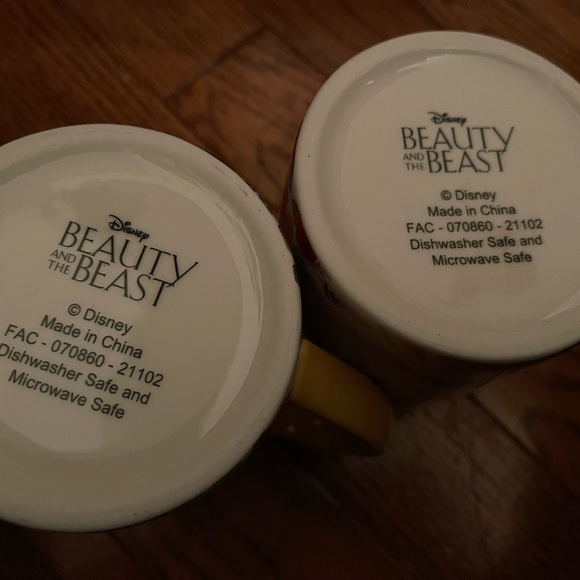 Disney
BEAUTY
AND THE BEAST
© Disney
Made in China
FAC - 070860 - 21102
Dishwasher Safe and
Microwave Safe
Disney
BEAUTY
AND THE BEAST
© Disney
Made in China
FAC - 070860 - 21102
Dishwasher Safe and
Microwave Safe